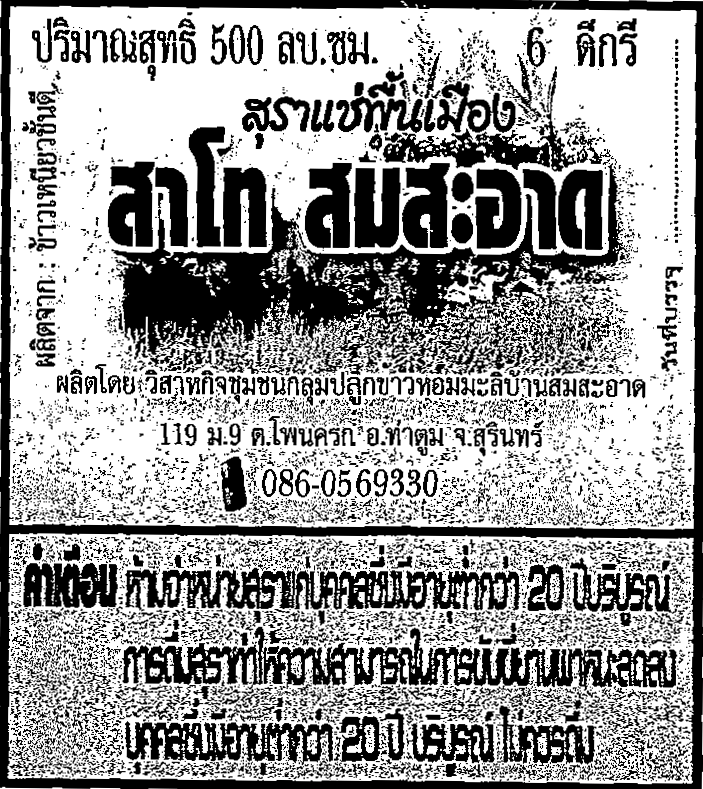 ปริมาณสุทธิ 500 ลบ.ซม. 6 ดีกรี
สุราแช่พื้นเมือง
สาโท สมสะอาด
ผลิตจาก : ข้าวเหนียวชั้นดี
วันที่บรรจุ
ผลิตโดย วิสาหกิจชุมชนกลุ่มปลูกข้าวหอมมะลิบ้านสมสะอาด
119 ม.9 ต.โพนครก อ.ท่าตูม จ.สุรินทร์
086-0569330
คำเตือน ห้ามจำหน่ายสุราแก่บุคคลซึ่งมีอายุต่ำกว่า 20 ปีบริบูรณ์
การดื่มสุราทำให้ความสามารถในการขับขี่ยานพาหนะลดลง
บุคคลซึ่งมีอายุต่ำกว่า 20 ปี บริบูรณ์ ไม่ควรดื่ม